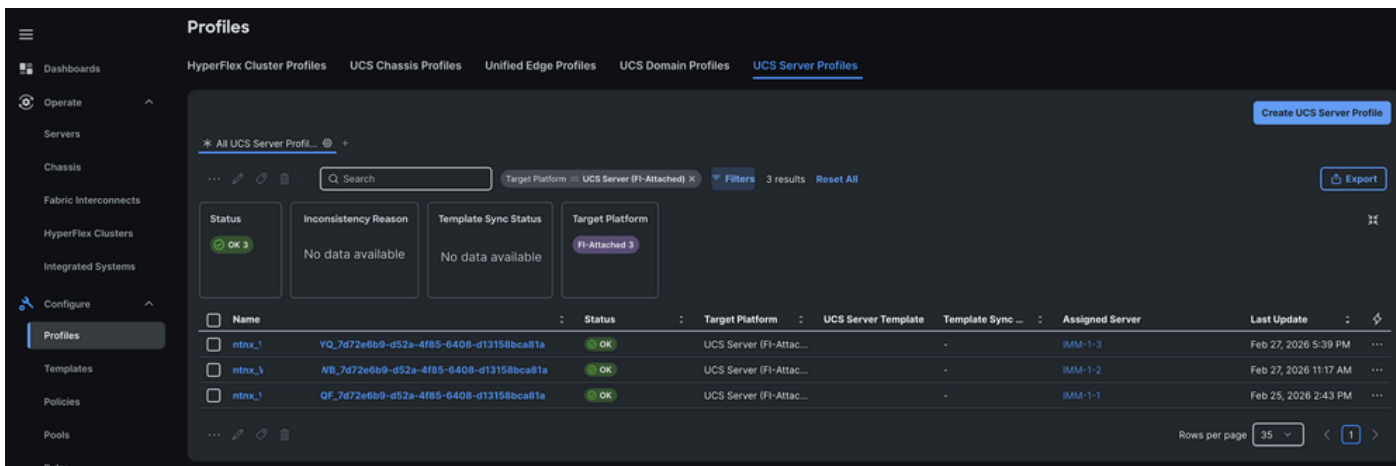 Profiles
HyperFlex Cluster Profiles UCS Chassis Profiles Unified Edge Profiles UCS Domain Profiles UCS Server Profiles
Dashboards
Operate
Servers
Chassis
Fabric Interconnects
HyperFlex Clusters
Integrated Systems
Configure
Profiles
Templates
Policies
Pools
Create UCS Server Profile
All UCS Server Profil... +
... Search Target Platform = UCS Server (FI-Attached) × Filters 3 results Reset All Export
Status Inconsistency Reason Template Sync Status Target Platform
OK 3 No data available No data available FI-Attached 3
Name Status Target Platform UCS Server Template Template Sync ... Assigned Server Last Update
ntnx_ YQ_7d72e6b9-d52a-4f85-6408-d13158bca81a OK UCS Server (FI-Attac... - IMM-1-3 Feb 27, 2026 5:39 PM ...
ntnx_ NB_7d72e6b9-d52a-4f85-6408-d13158bca81a OK UCS Server (FI-Attac... - IMM-1-2 Feb 27, 2026 11:17 AM ...
ntnx_ QF_7d72e6b9-d52a-4f85-6408-d13158bca81a OK UCS Server (FI-Attac... - IMM-1-1 Feb 25, 2026 2:43 PM ...
... Rows per page 35 < 1 >